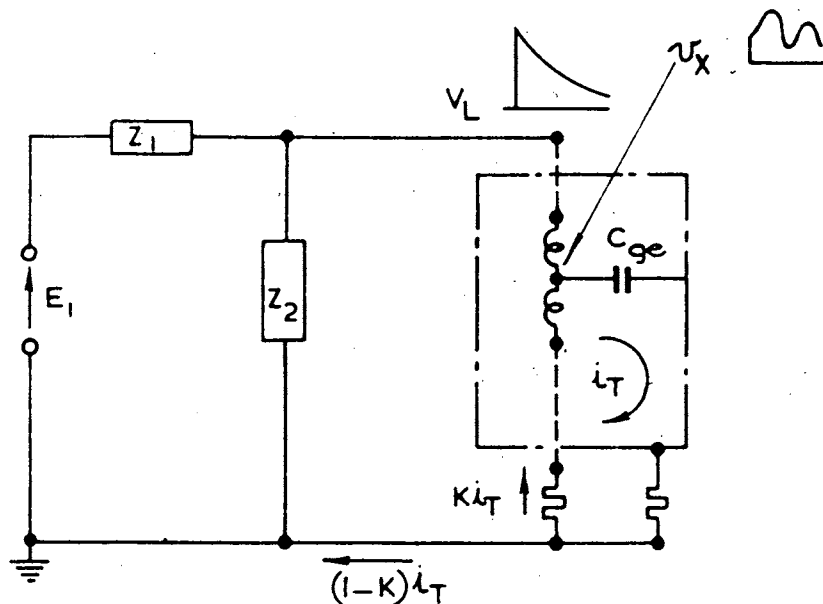 v_X
V_L
Z_1
C_ge
E_1
Z_2
i_T
Ki_T
(1-K)i_T